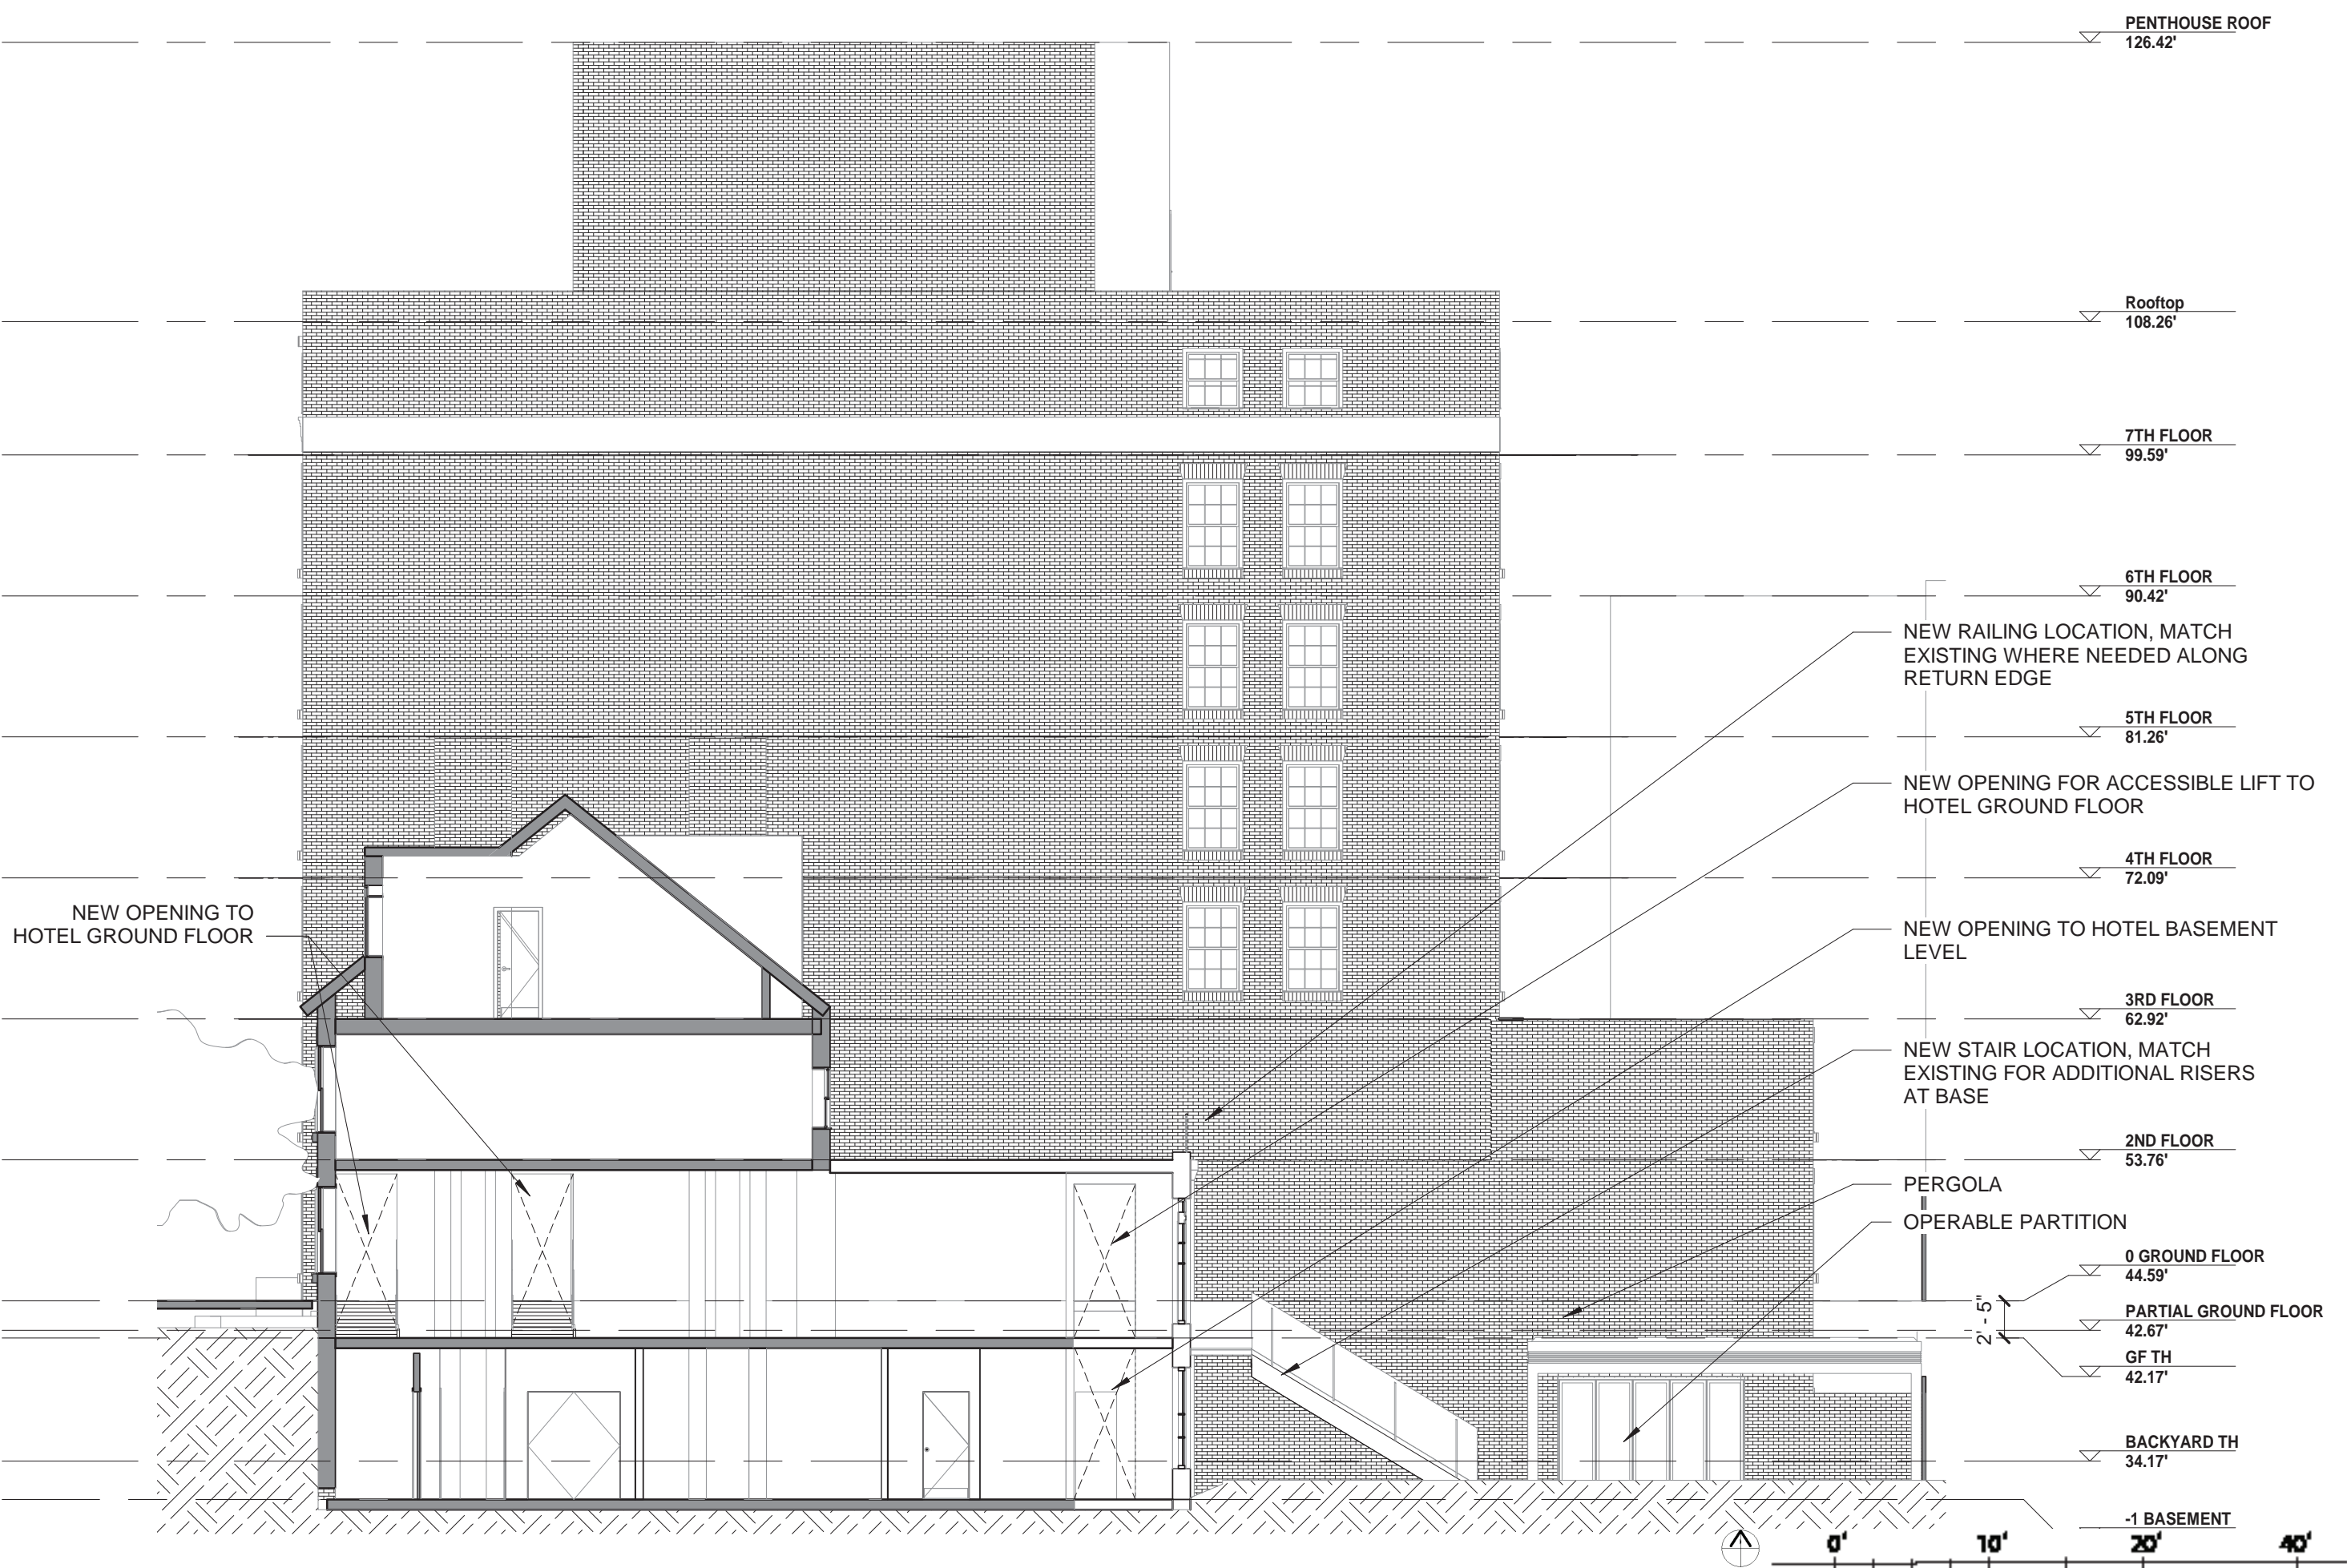 PENTHOUSE ROOF
126.42'
Rooftop
108.26'
7TH FLOOR
99.59'
6TH FLOOR
90.42'
NEW RAILING LOCATION, MATCH
EXISTING WHERE NEEDED ALONG
RETURN EDGE
5TH FLOOR
81.26'
NEW OPENING FOR ACCESSIBLE LIFT TO
HOTEL GROUND FLOOR
4TH FLOOR
72.09'
NEW OPENING TO
HOTEL GROUND FLOOR
NEW OPENING TO HOTEL BASEMENT
LEVEL
3RD FLOOR
62.92'
NEW STAIR LOCATION, MATCH
EXISTING FOR ADDITIONAL RISERS
AT BASE
2ND FLOOR
53.76'
PERGOLA
OPERABLE PARTITION
0 GROUND FLOOR
44.59'
2' - 5"
PARTIAL GROUND FLOOR
42.67'
GF TH
42.17'
BACKYARD TH
34.17'
-1 BASEMENT
0' 10' 20' 40'